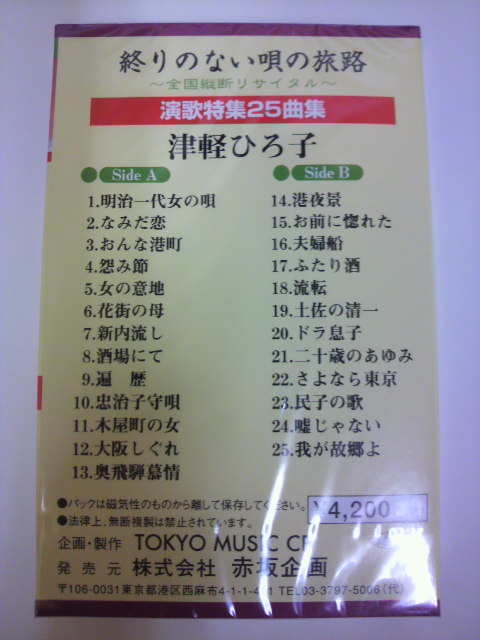 終りのない唄の旅路
〜全国縦断リサイタル〜
演歌特集25曲集
津軽ひろ子
Side A
1.明治一代女の唄
2.なみだ恋
3.おんな港町
4.怨み節
5.女の意地
6.花街の母
7.新内流し
8.酒場にて
9.遍 歴
10.忠治子守唄
11.木屋町の女
12.大阪しぐれ
13.奥飛騨慕情
Side B
14.港夜景
15.お前に惚れた
16.夫婦船
17.ふたり酒
18.流転
19.土佐の清一
20.ドラ息子
21.二十歳のあゆみ
22.さよなら東京
23.民子の歌
24.嘘じゃない
25.我が故郷よ
●パックは磁気性のものから離して保存してください。
●法律上、無断複製は禁止されています。
¥4,200
企画・製作 TOKYO MUSIC
発売元 株式会社 赤坂企画
〒106-0031東京都港区西麻布4-1-1-401 TEL03-3797-5006(代)